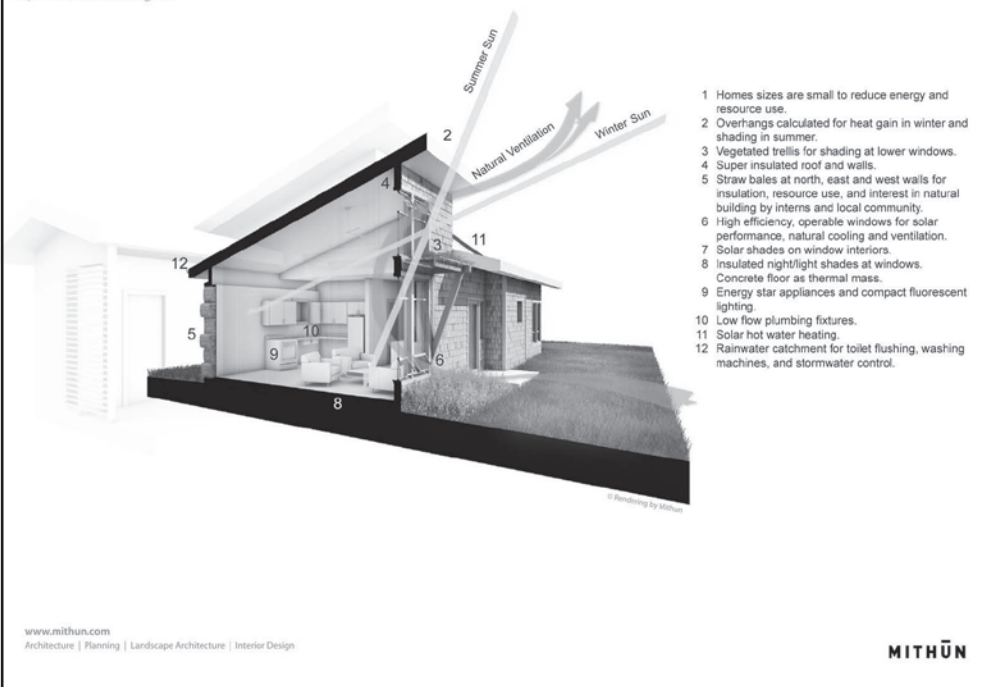 Summer Sun
2
Natural Ventilation
Winter Sun
4
3
11
12
5
10
9
6
8
© Rendering by Mithun
1 Homes sizes are small to reduce energy and
resource use.
2 Overhangs calculated for heat gain in winter and
shading in summer.
3 Vegetated trellis for shading at lower windows.
4 Super insulated roof and walls.
5 Straw bales at north, east and west walls for
insulation, resource use, and interest in natural
building by interns and local community.
6 High efficiency, operable windows for solar
performance, natural cooling and ventilation.
7 Solar shades on window interiors.
8 Insulated night/light shades at windows.
Concrete floor as thermal mass.
9 Energy star appliances and compact fluorescent
lighting.
10 Low flow plumbing fixtures.
11 Solar hot water heating.
12 Rainwater catchment for toilet flushing, washing
machines, and stormwater control.
www.mithun.com
Architecture | Planning | Landscape Architecture | Interior Design
MITHŪN